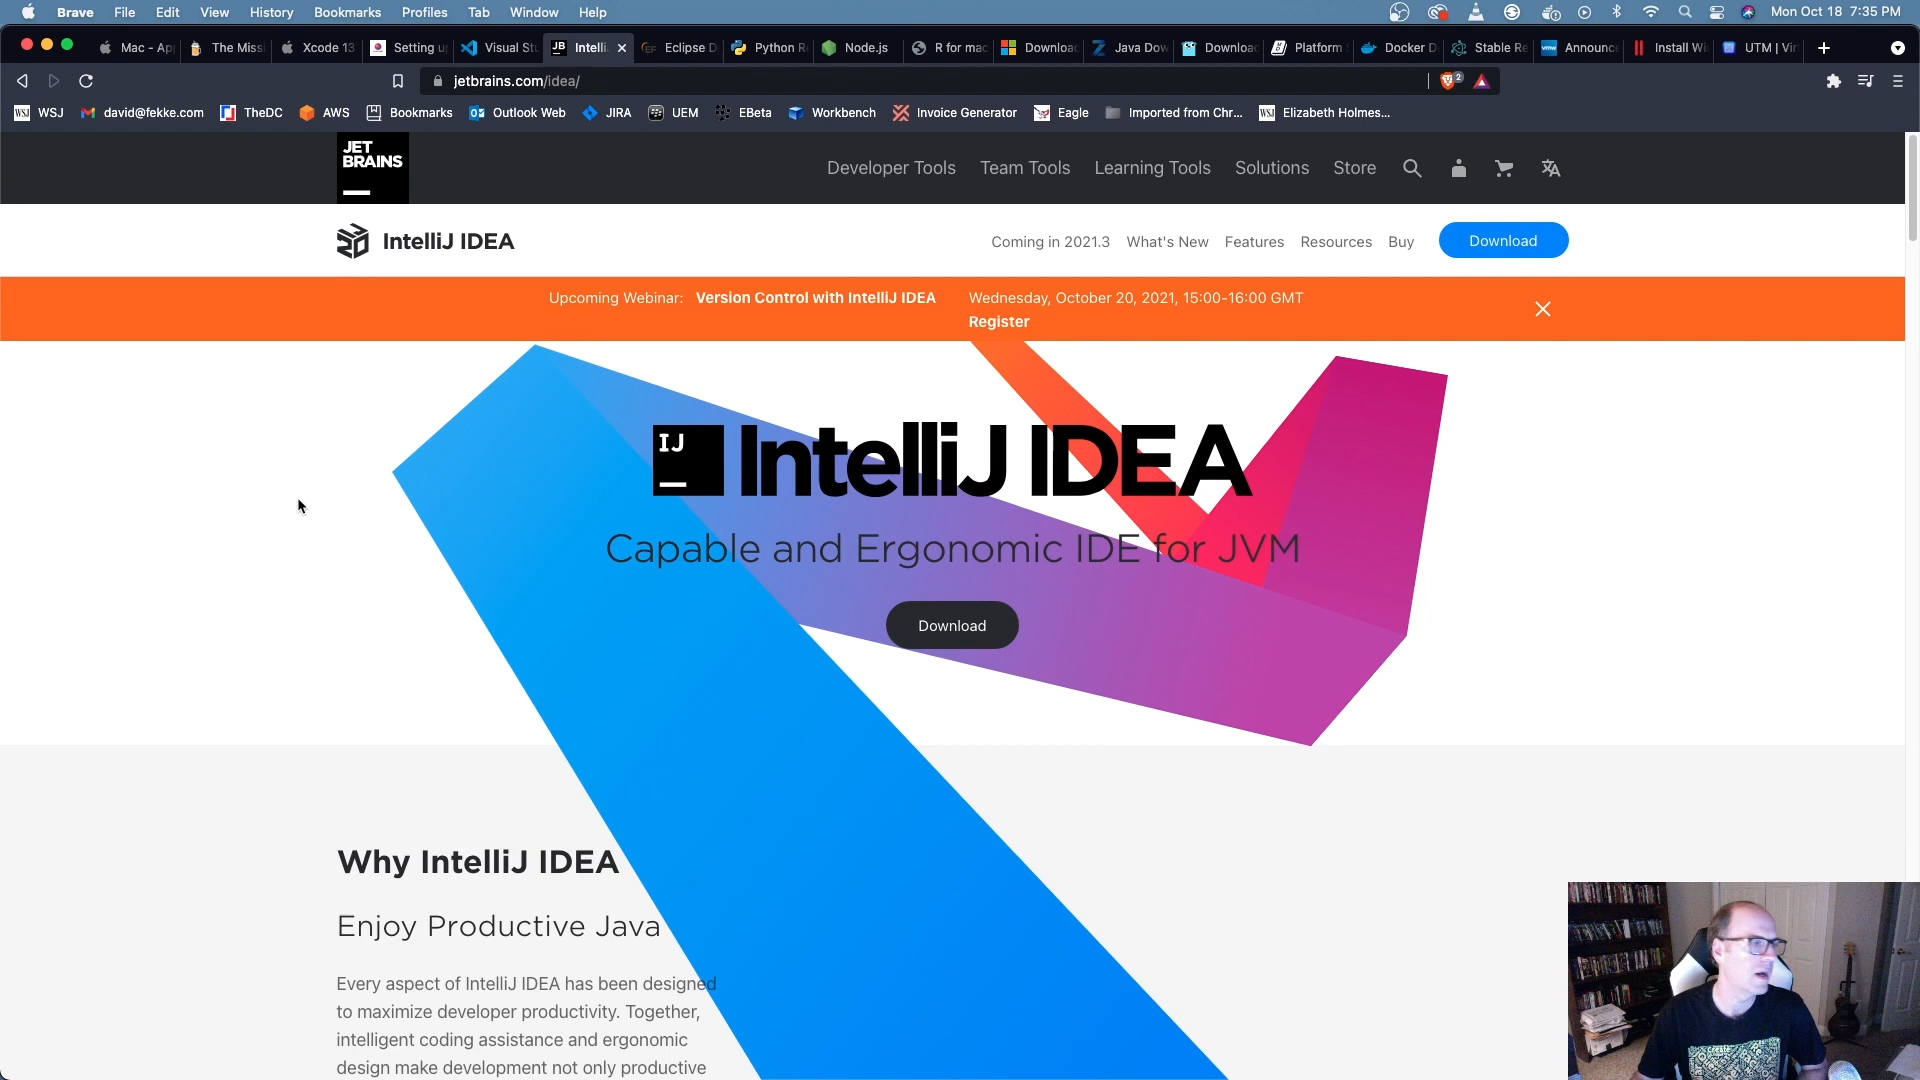 Brave File Edit View History Bookmarks Profiles Tab Window Help Mon Oct 18 7:35 PM
Mac - Ap The Miss Xcode 13 Setting u Visual Stu Intelli Eclipse D Python R Node.js R for mac Download Java Dow Download Platform Docker D Stable Re Announc Install Wi UTM | Vir
jetbrains.com/idea/ 2
WSJ david@fekke.com TheDC AWS Bookmarks Outlook Web JIRA UEM EBeta Workbench Invoice Generator Eagle Imported from Chr... Elizabeth Holmes...
JET
BRAINS
Developer Tools Team Tools Learning Tools Solutions Store
IntelliJ IDEA
Coming in 2021.3 What's New Features Resources Buy Download
Upcoming Webinar: Version Control with IntelliJ IDEA Wednesday, October 20, 2021, 15:00-16:00 GMT
Register
IJ IntelliJ IDEA
Capable and Ergonomic IDE for JVM
Download
Why IntelliJ IDEA
Enjoy Productive Java
Every aspect of IntelliJ IDEA has been designed
to maximize developer productivity. Together,
intelligent coding assistance and ergonomic
design make development not only productive